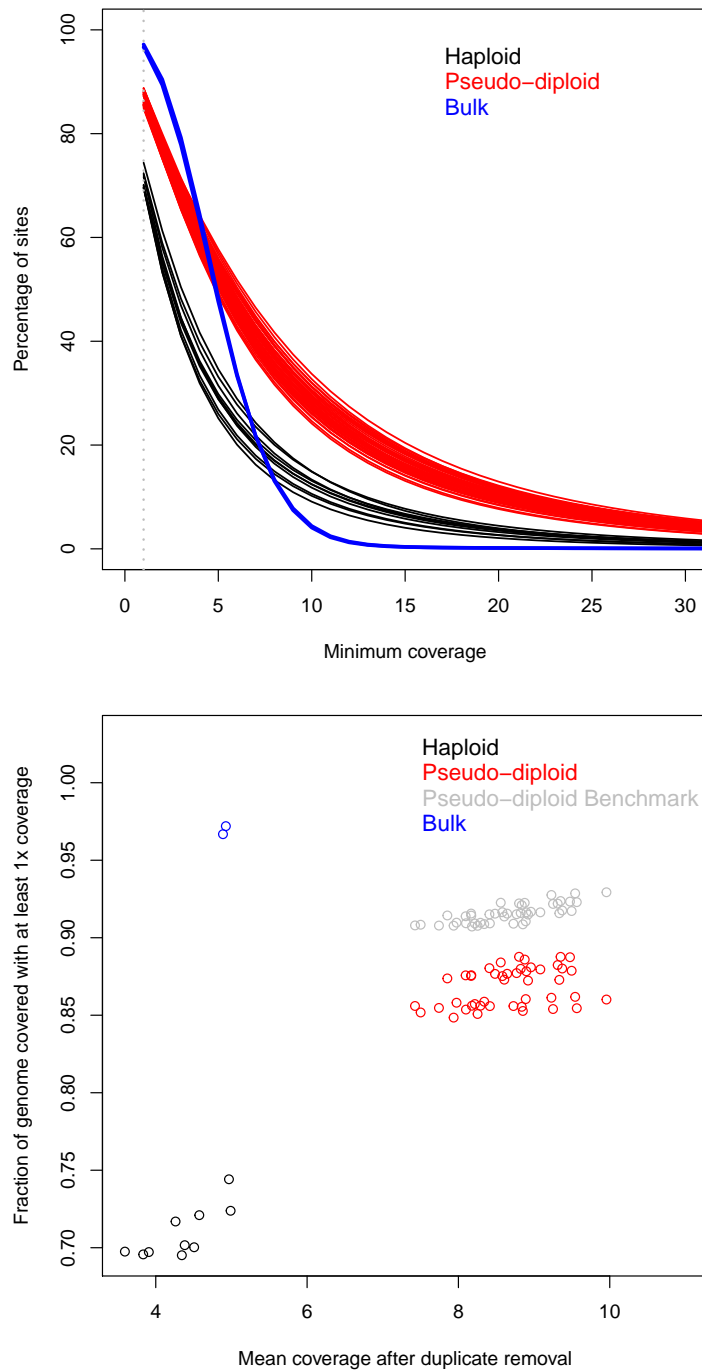 Percentage of sites
100
80
60
40
20
0
Haploid
Pseudo−diploid
Bulk
0 5 10 15 20 25 30
Minimum coverage
Fraction of genome covered with at least 1x coverage
1.00
0.95
0.90
0.85
0.80
0.75
0.70
Haploid
Pseudo−diploid
Pseudo−diploid Benchmark
Bulk
4 6 8 10
Mean coverage after duplicate removal